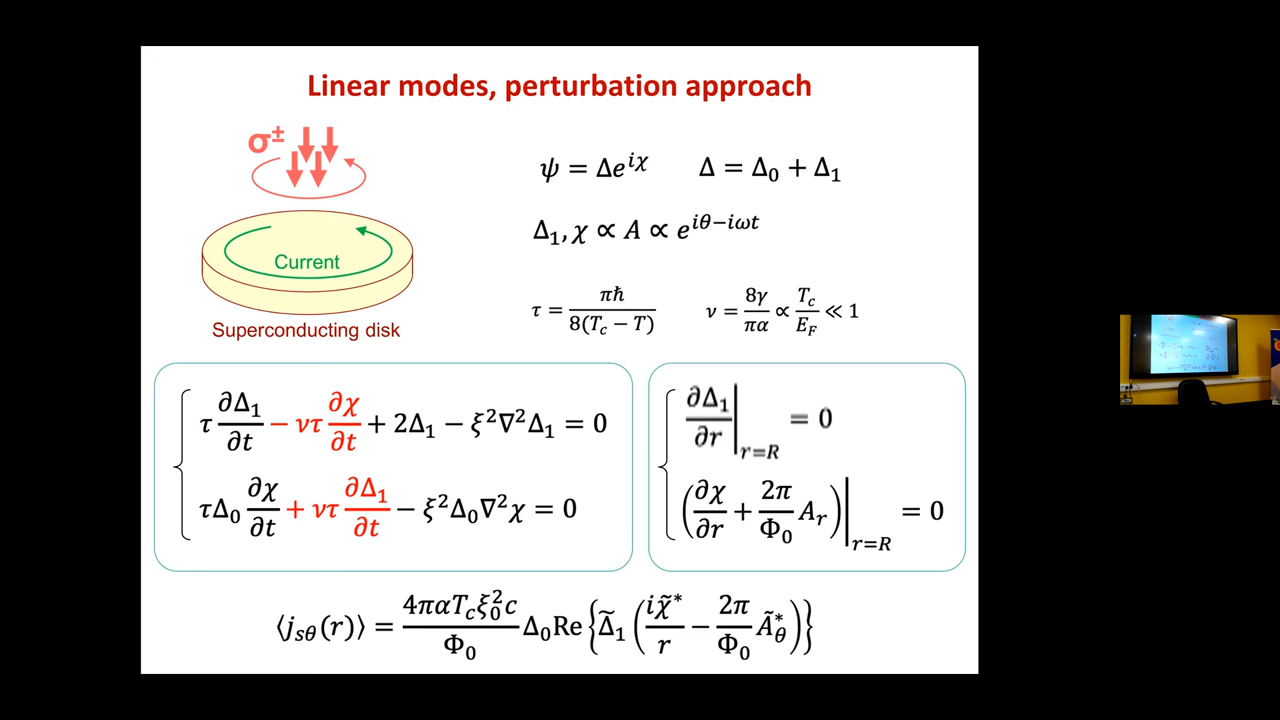 Linear modes, perturbation approach
σ±
Current
Superconducting disk
ψ = Δe^{iχ}   Δ = Δ₀ + Δ₁
Δ₁, χ ∝ A ∝ e^{iθ−iωt}
τ = πħ / 8(T_c − T)   ν = 8γ / πα ∝ T_c / E_F ≪ 1
τ ∂Δ₁/∂t − ντ ∂χ/∂t + 2Δ₁ − ξ²∇²Δ₁ = 0
τΔ₀ ∂χ/∂t + ντ ∂Δ₁/∂t − ξ²Δ₀∇²χ = 0
∂Δ₁/∂r |_{r=R} = 0
(∂χ/∂r + 2π/Φ₀ A_r)|_{r=R} = 0
⟨j_{sθ}(r)⟩ = 4παT_cξ₀²c / Φ₀ Δ₀Re{Δ̃₁(iχ̃*/r − 2π/Φ₀ Ã*_θ)}